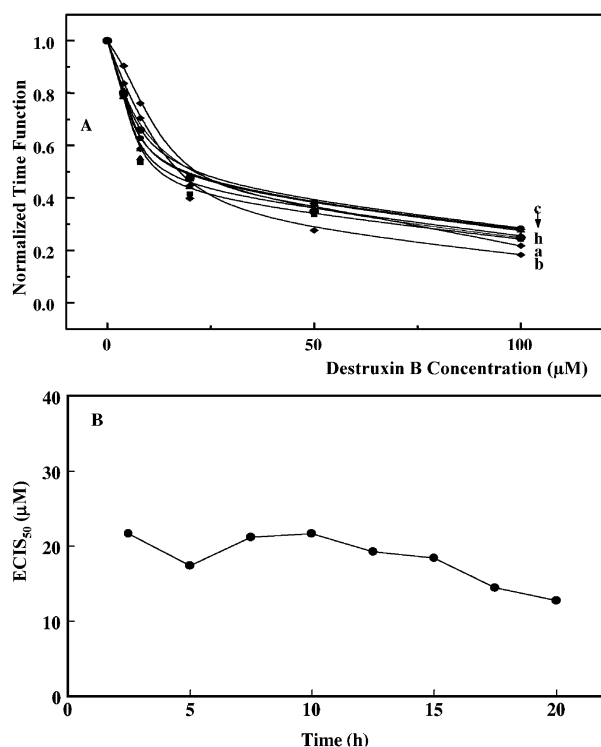 1.0
0.8
0.6
0.4
0.2
0.0
Normalized Time Function
A
c
h
a
b
0
50
100
Destruxin B Concentration (µM)
40
30
20
10
0
ECIS50 (µM)
B
0
5
10
15
20
Time (h)